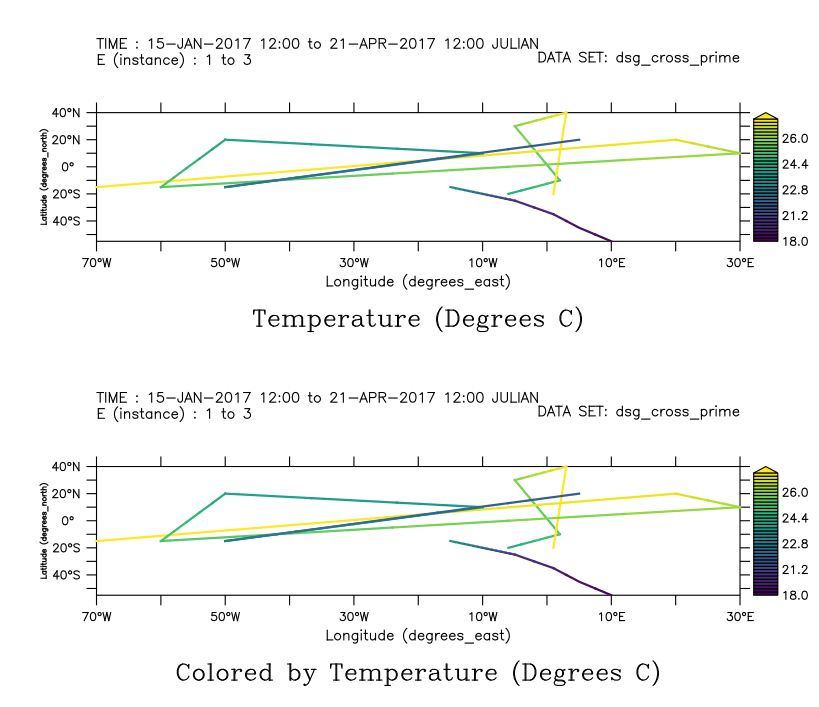 TIME : 15-JAN-2017 12:00 to 21-APR-2017 12:00 JULIAN
E (instance) : 1 to 3
DATA SET: dsg_cross_prime
40°N
20°N
0°
20°S
40°S
Latitude (degrees_north)
70°W 50°W 30°W 10°W 10°E 30°E
Longitude (degrees_east)
26.0
24.4
22.8
21.2
18.0
Temperature (Degrees C)
TIME : 15-JAN-2017 12:00 to 21-APR-2017 12:00 JULIAN
E (instance) : 1 to 3
DATA SET: dsg_cross_prime
40°N
20°N
0°
20°S
40°S
Latitude (degrees_north)
70°W 50°W 30°W 10°W 10°E 30°E
Longitude (degrees_east)
26.0
24.4
22.8
21.2
18.0
Colored by Temperature (Degrees C)